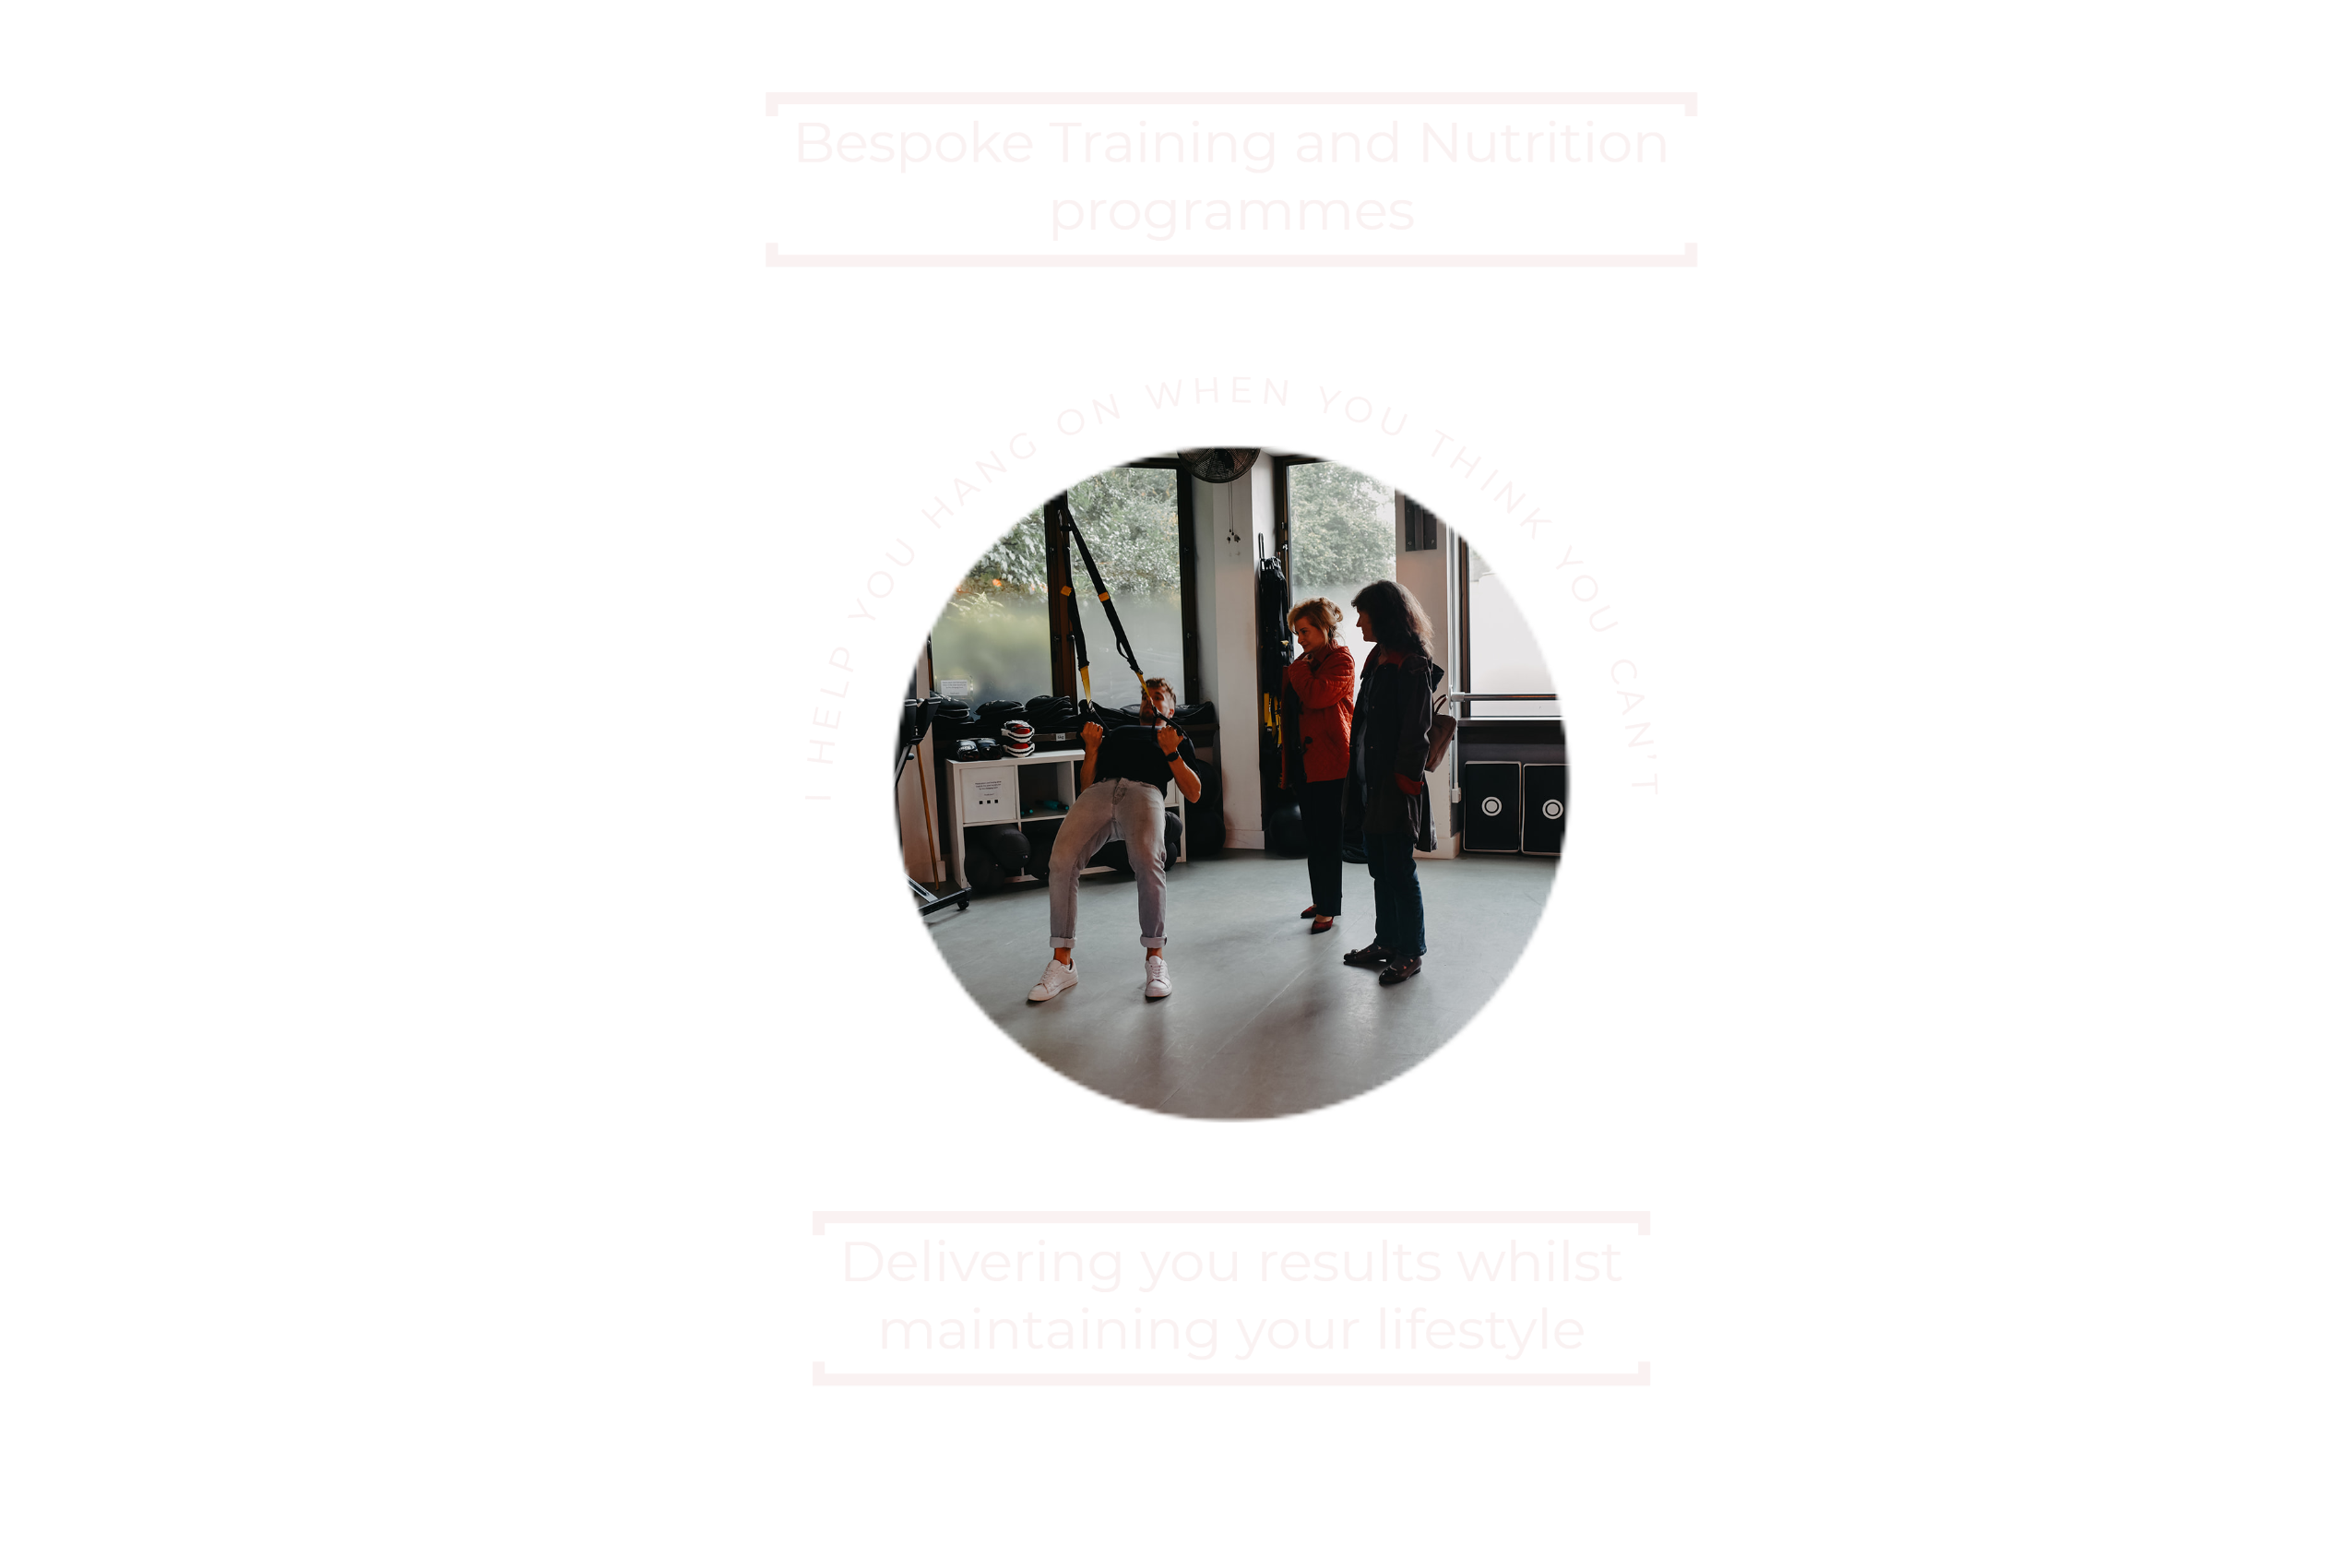 Bespoke Training and Nutrition
programmes
I HELP YOU HANG ON WHEN YOU THINK YOU CAN'T
Delivering you results whilst
maintaining your lifestyle